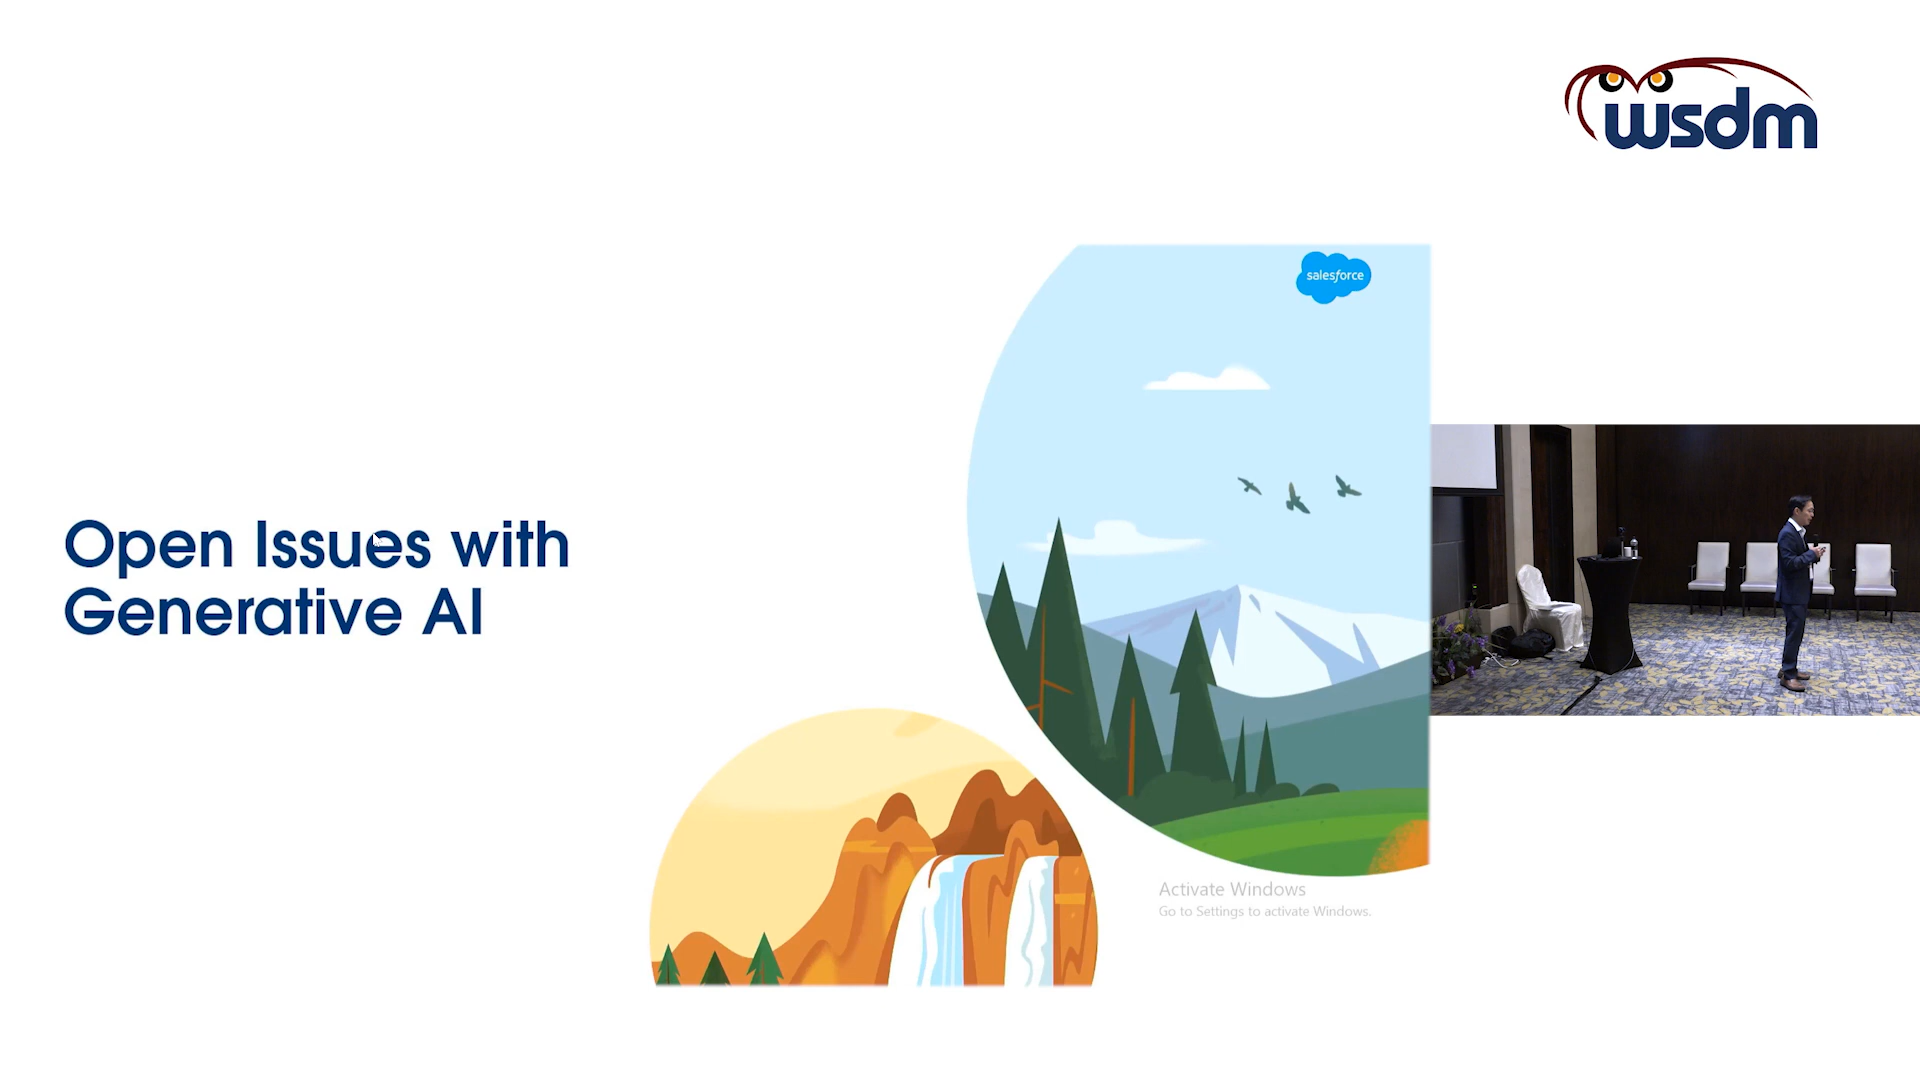 wsdm
salesforce
Open Issues with
Generative AI
Activate Windows
Go to Settings to activate Windows.